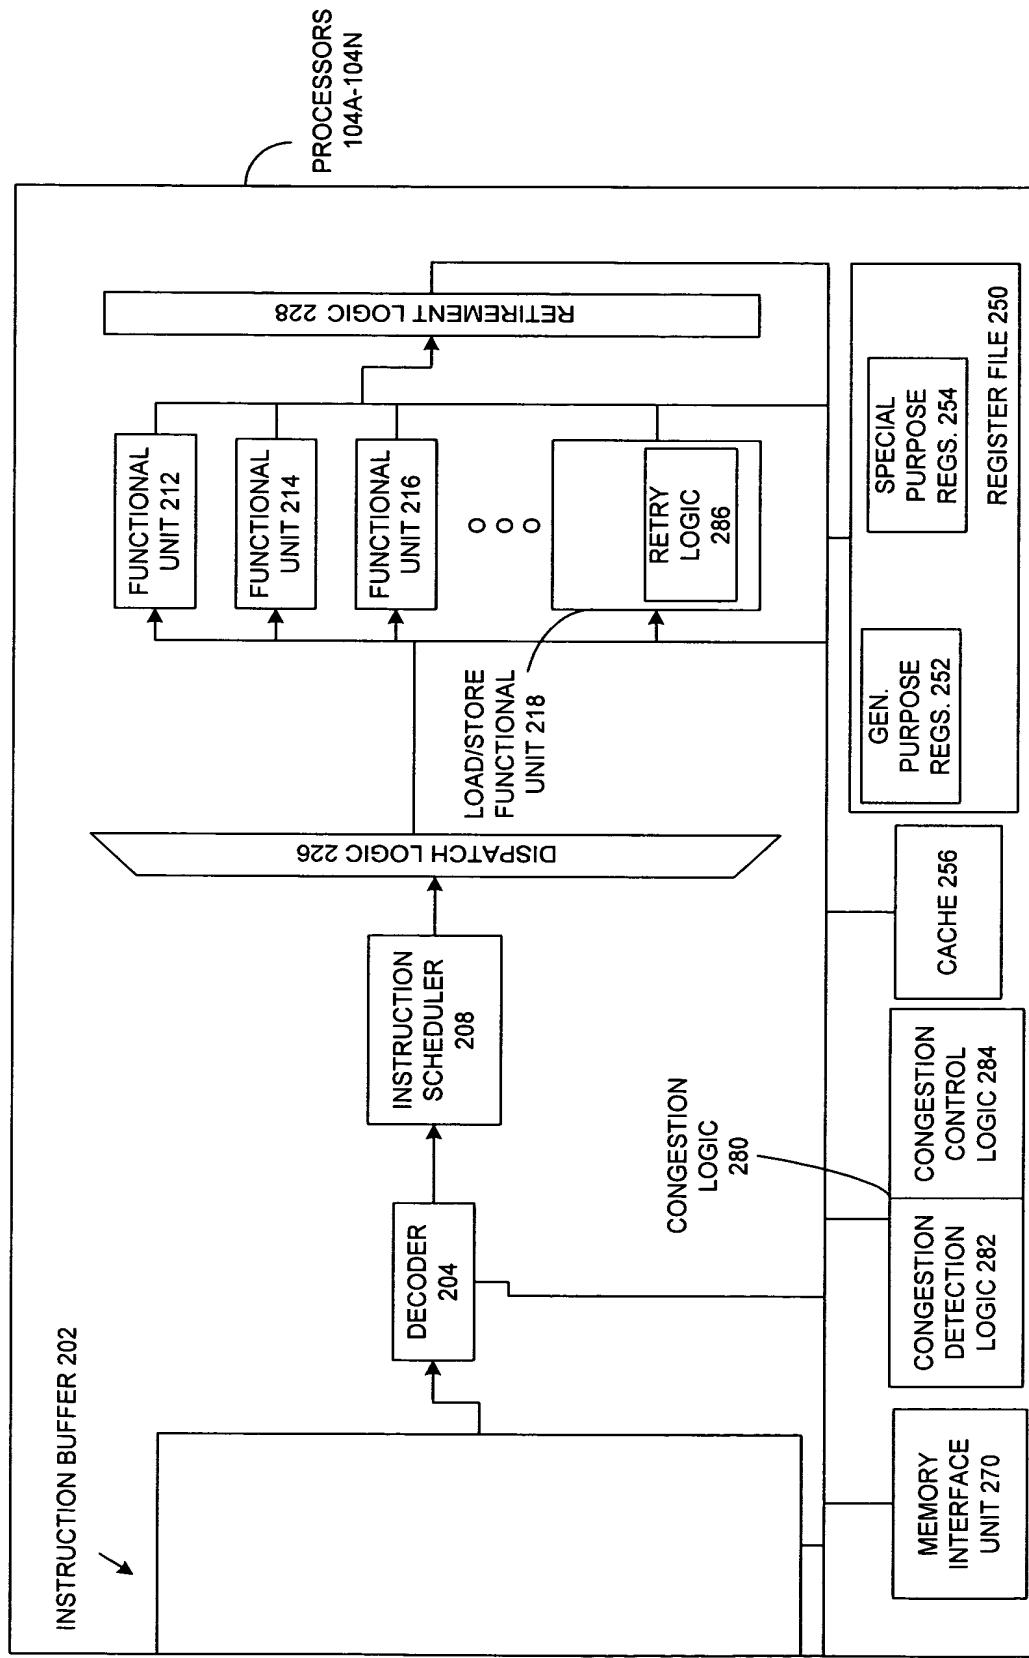 PROCESSORS
104A-104N
INSTRUCTION BUFFER 202
DECODER
204
INSTRUCTION
SCHEDULER
208
DISPATCH LOGIC 226
FUNCTIONAL
UNIT 212
FUNCTIONAL
UNIT 214
FUNCTIONAL
UNIT 216
LOAD/STORE
FUNCTIONAL
UNIT 218
RETRY
LOGIC
286
RETIREMENT LOGIC 228
CONGESTION
LOGIC
280
MEMORY
INTERFACE
UNIT 270
CONGESTION
DETECTION
LOGIC 282
CONGESTION
CONTROL
LOGIC 284
CACHE 256
GEN.
PURPOSE
REGS. 252
SPECIAL
PURPOSE
REGS. 254
REGISTER FILE 250